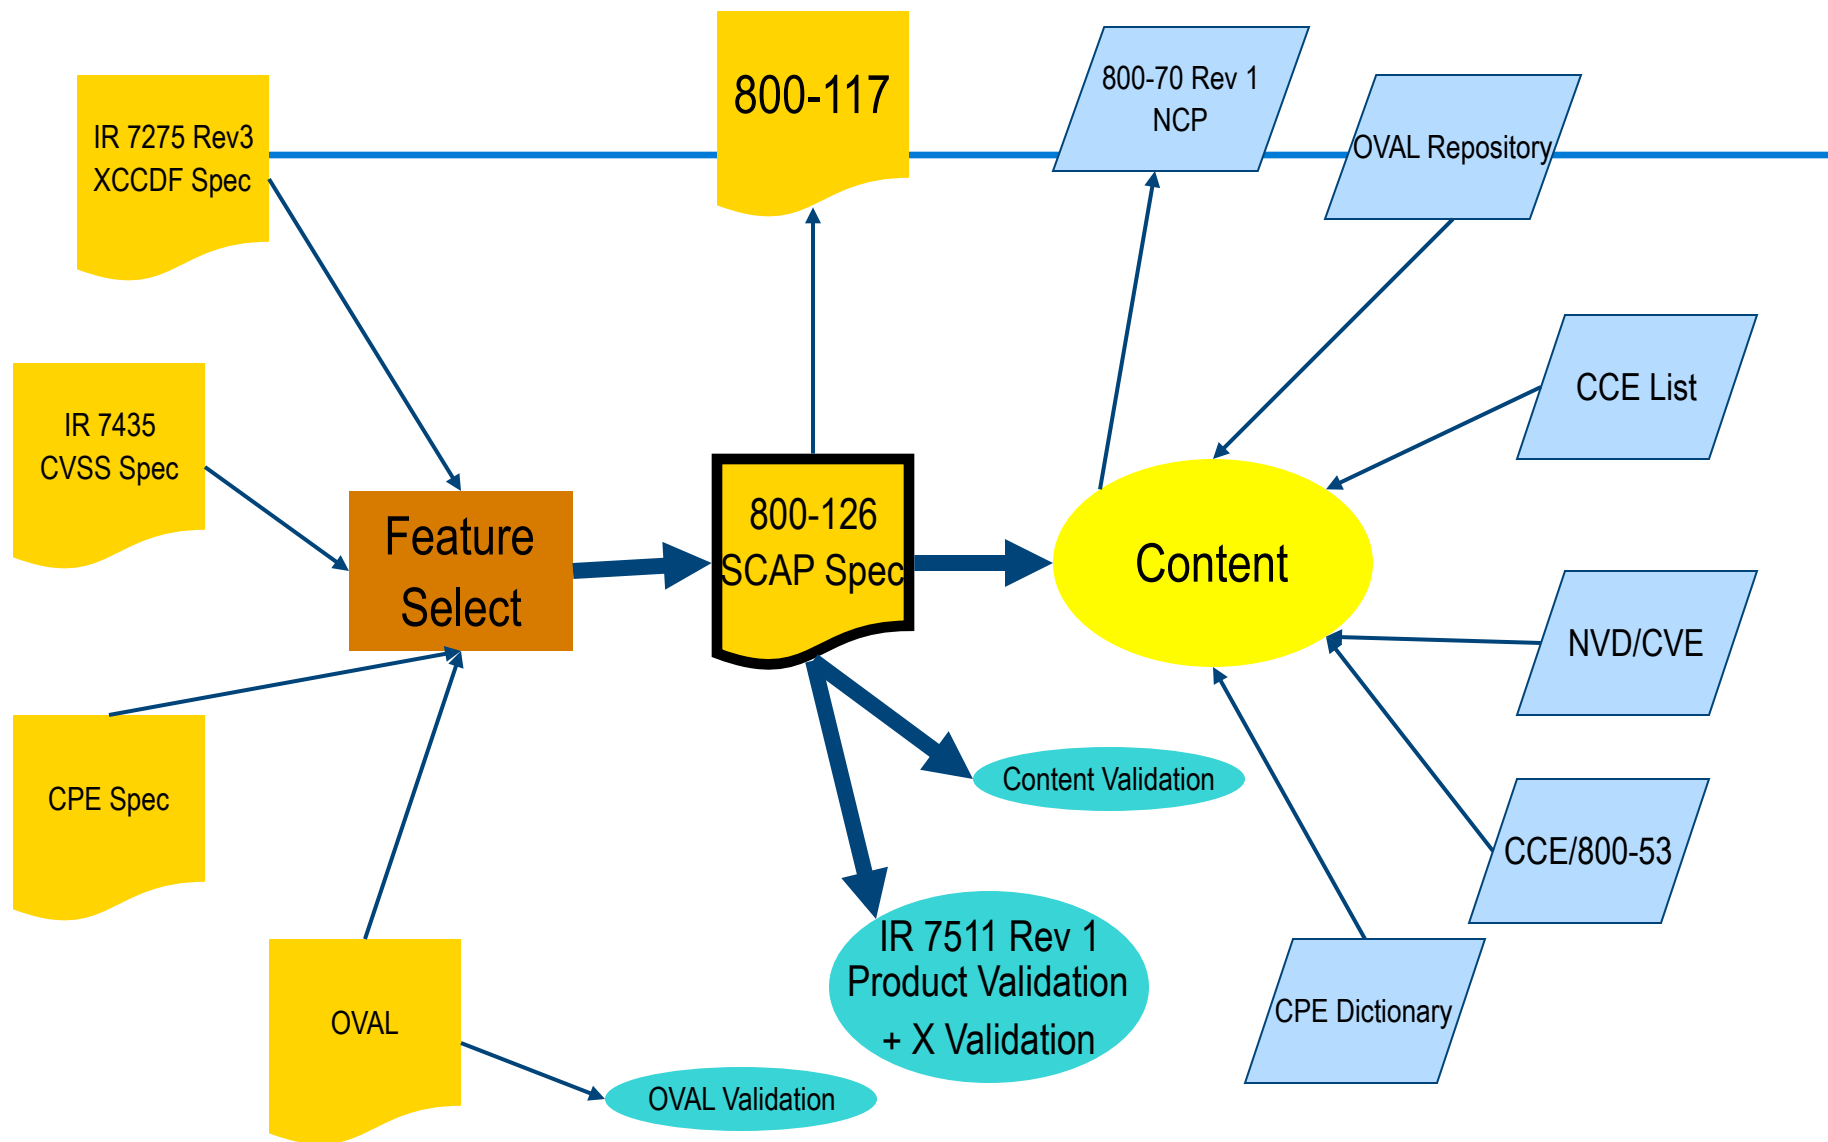 800-117
800-70 Rev 1
NCP
IR 7275 Rev3
XCCDF Spec
OVAL Repository
CCE List
IR 7435
CVSS Spec
Feature
Select
800-126
SCAP Spec
Content
NVD/CVE
CPE Spec
Content Validation
CCE/800-53
IR 7511 Rev 1
Product Validation
+ X Validation
CPE Dictionary
OVAL
OVAL Validation